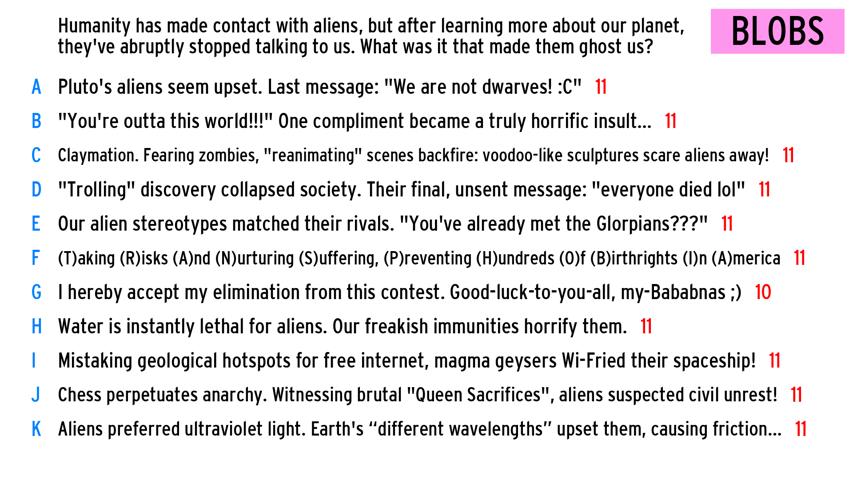 Humanity has made contact with aliens, but after learning more about our planet,
they've abruptly stopped talking to us. What was it that made them ghost us?
BLOBS
A Pluto's aliens seem upset. Last message: "We are not dwarves! :C" 11
B "You're outta this world!!!" One compliment became a truly horrific insult... 11
C Claymation. Fearing zombies, "reanimating" scenes backfire: voodoo-like sculptures scare aliens away! 11
D "Trolling" discovery collapsed society. Their final, unsent message: "everyone died lol" 11
E Our alien stereotypes matched their rivals. "You've already met the Glorpians???" 11
F (T)aking (R)isks (A)nd (N)urturing (S)uffering, (P)reventing (H)undreds (O)f (B)irthrights (I)n (A)merica 11
G I hereby accept my elimination from this contest. Good-luck-to-you-all, my-Bababnas ;) 10
H Water is instantly lethal for aliens. Our freakish immunities horrify them. 11
I Mistaking geological hotspots for free internet, magma geysers Wi-Fried their spaceship! 11
J Chess perpetuates anarchy. Witnessing brutal "Queen Sacrifices", aliens suspected civil unrest! 11
K Aliens preferred ultraviolet light. Earth's “different wavelengths” upset them, causing friction... 11